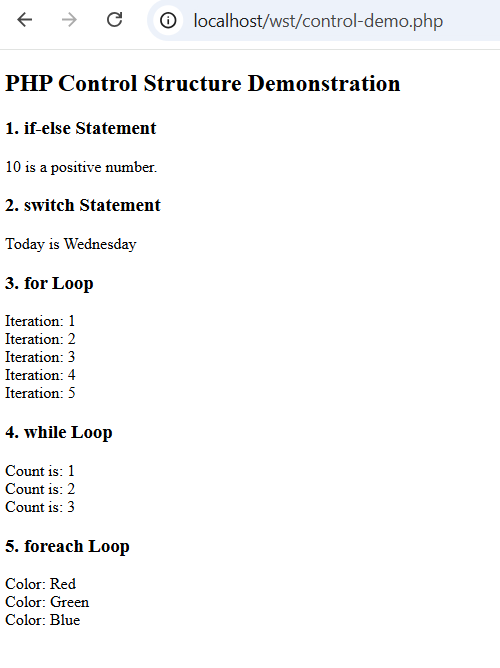 localhost/wst/control-demo.php
PHP Control Structure Demonstration
1. if-else Statement
10 is a positive number.
2. switch Statement
Today is Wednesday
3. for Loop
Iteration: 1
Iteration: 2
Iteration: 3
Iteration: 4
Iteration: 5
4. while Loop
Count is: 1
Count is: 2
Count is: 3
5. foreach Loop
Color: Red
Color: Green
Color: Blue